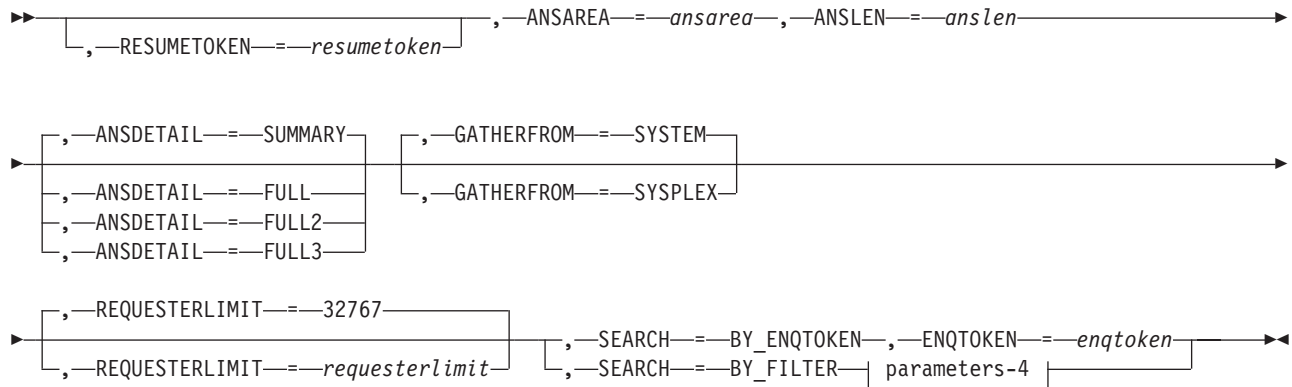 ,—ANSAREA—=—ansarea—,—ANSLEN—=—anslen
,—RESUMETOKEN—=—resumetoken
,—ANSDETAIL—=—SUMMARY ,—GATHERFROM—=—SYSTEM
,—ANSDETAIL—=—FULL ,—GATHERFROM—=—SYSPLEX
,—ANSDETAIL—=—FULL2
,—ANSDETAIL—=—FULL3
,—REQUESTERLIMIT—=—32767
,—SEARCH—=—BY_ENQTOKEN—,—ENQTOKEN—=—enqtoken
,—REQUESTERLIMIT—=—requesterlimit ,—SEARCH—=—BY_FILTER—| parameters-4 |